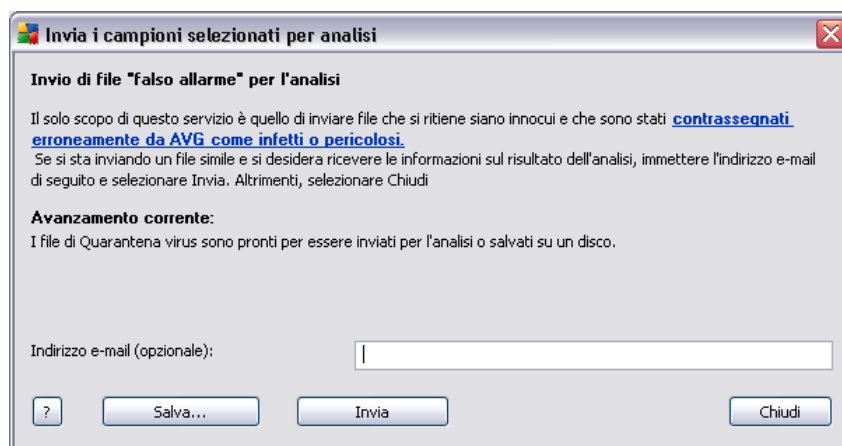 Invia i campioni selezionati per analisi
Invio di file "falso allarme" per l'analisi
Il solo scopo di questo servizio è quello di inviare file che si ritiene siano innocui e che sono stati contrassegnati
erroneamente da AVG come infetti o pericolosi.
Se si sta inviando un file simile e si desidera ricevere le informazioni sul risultato dell'analisi, immettere l'indirizzo e-mail
di seguito e selezionare Invia. Altrimenti, selezionare Chiudi
Avanzamento corrente:
I file di Quarantena virus sono pronti per essere inviati per l'analisi o salvati su un disco.
Indirizzo e-mail (opzionale):
? Salva... Invia Chiudi